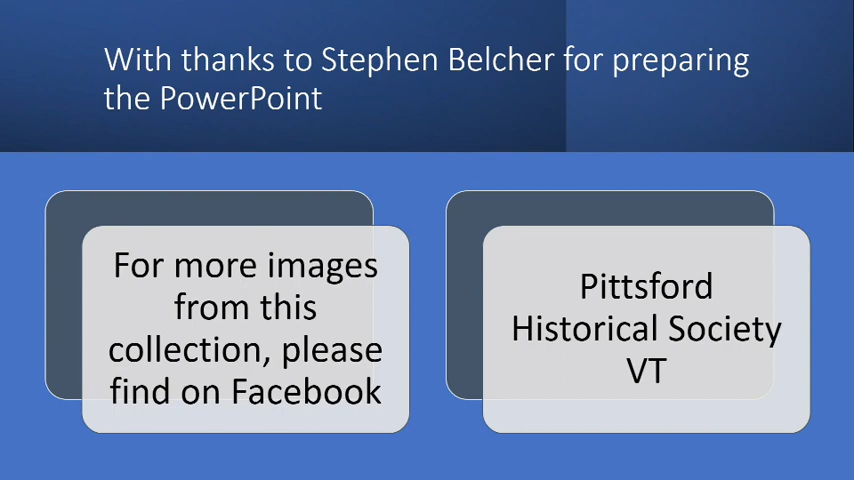 With thanks to Stephen Belcher for preparing
the PowerPoint
For more images
from this
collection, please
find on Facebook
Pittsford
Historical Society
VT